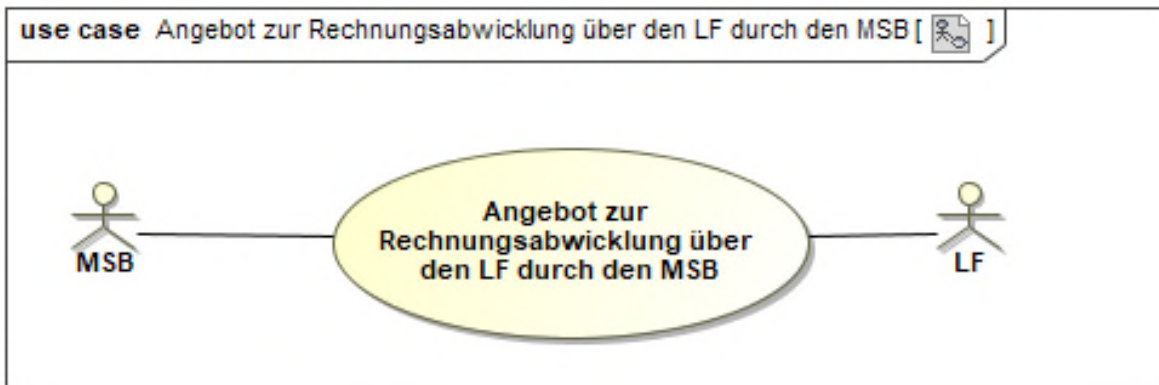 use case Angebot zur Rechnungsabwicklung über den LF durch den MSB [ ]
Angebot zur
Rechnungsabwicklung über
den LF durch den MSB
MSB
LF